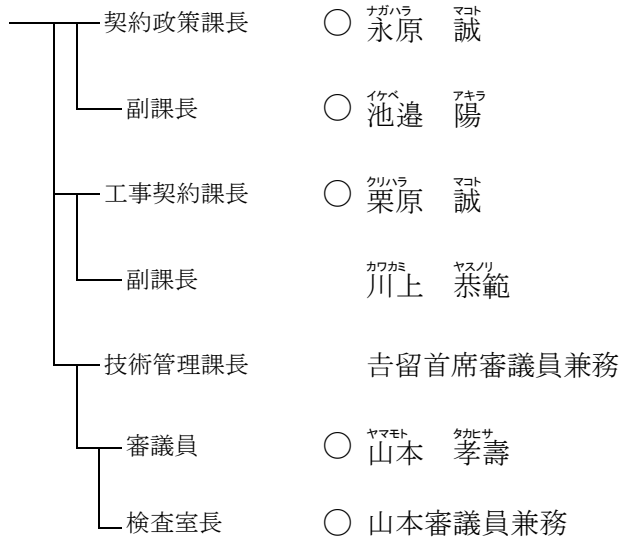 契約政策課長 ○ 永原 誠 ナガハラ マコト
副課長 ○ 池邉 陽 イケベ アキラ
工事契約課長 ○ 栗原 誠 クリハラ マコト
副課長 川上 恭範 カワカミ ヤスノリ
技術管理課長 𠮷留首席審議員兼務
審議員 ○ 山本 孝壽 ヤマモト タカヒサ
検査室長 ○ 山本審議員兼務